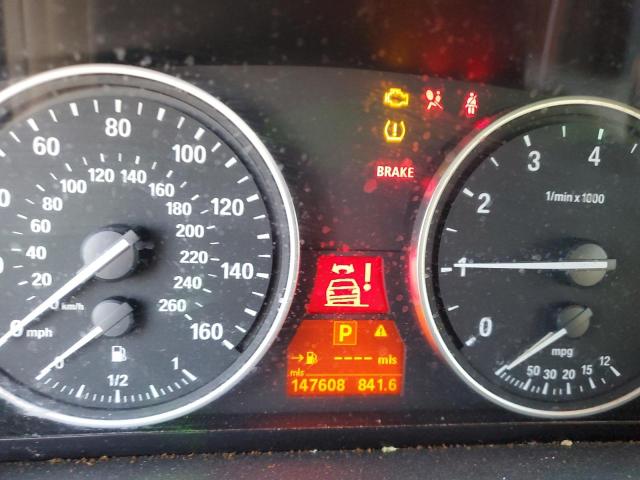 60 80 100 120 140 160
0 mph
20 40 60 80 100 120 140 160 180 200 220 240 260
km/h
0 1/2 1
BRAKE
!
P !
---- mls
mls
147608 841.6
0 1 2 3 4
1/min x 1000
mpg
50 30 20 15 12